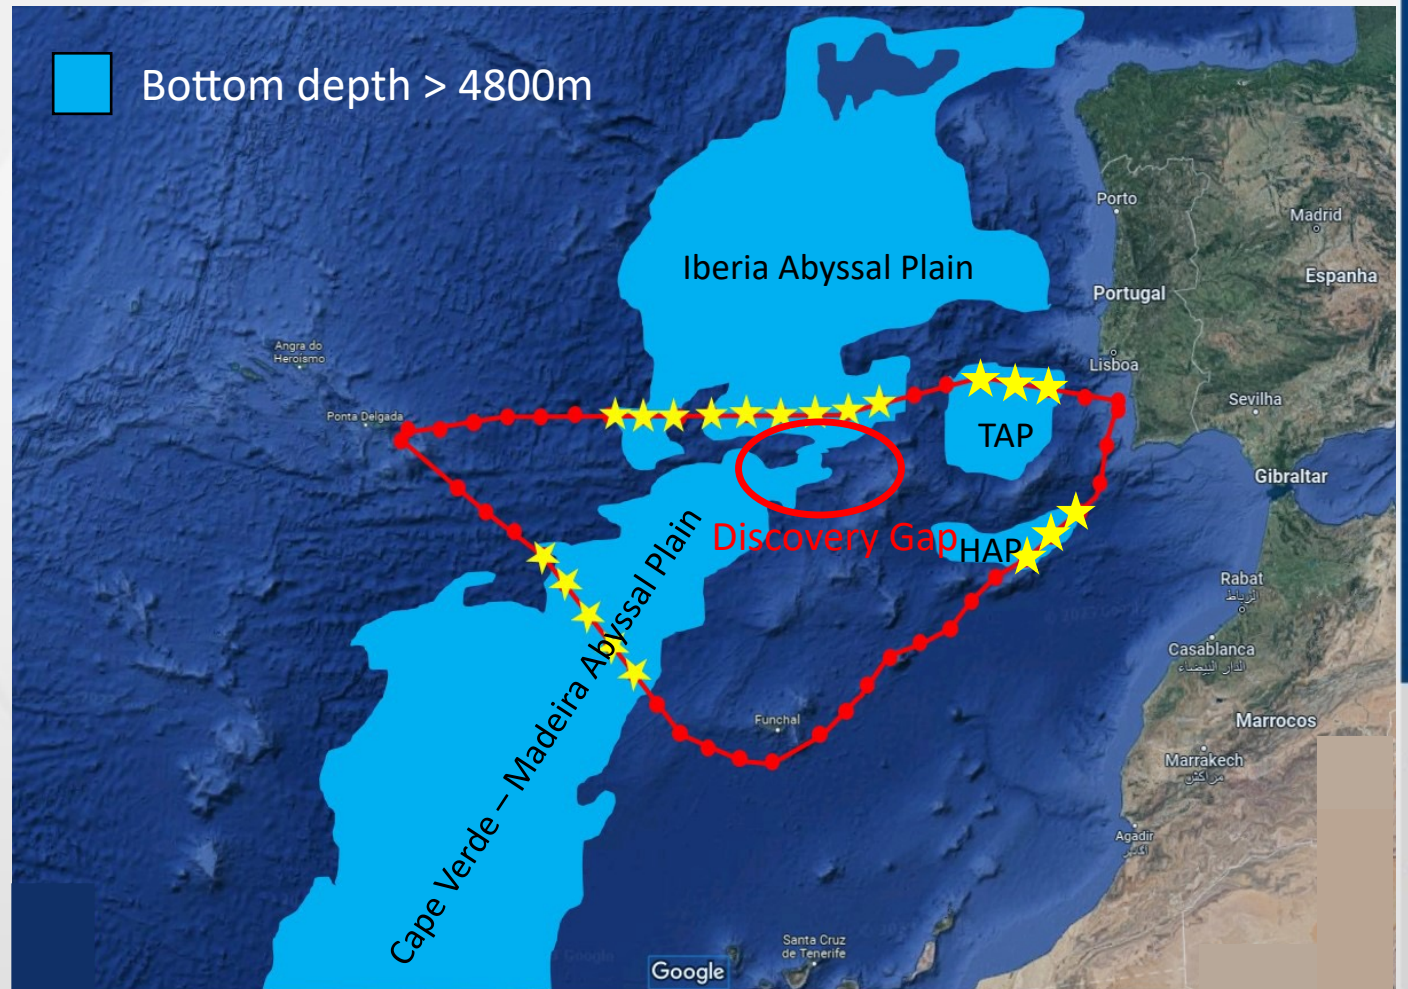 Bottom depth > 4800m
Porto
Madrid
Iberia Abyssal Plain
España
Portugal
Angra do
Heroísmo
Lisboa
Sevilla
Ponta Delgada
TAP
Gibraltar
Discovery Gap
HAP
Rabat
الرباط
Casablanca
الدار البيضاء
Cape Verde – Madeira Abyssal Plain
Funchal
Marrocos
Marrakech
مراكش
Agadir
أكادير
Santa Cruz
de Tenerife
Google